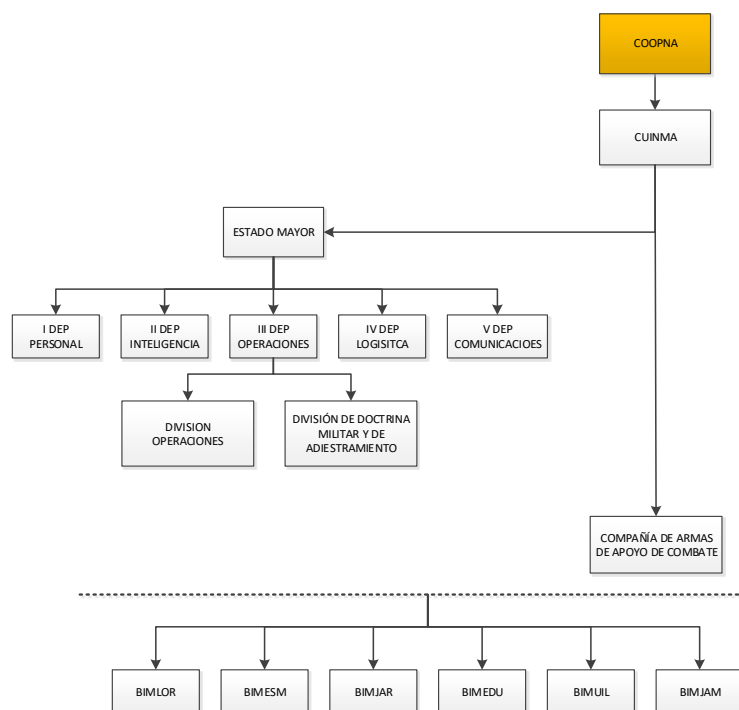 COOPNA
CUINMA
ESTADO MAYOR
I DEP
PERSONAL
II DEP
INTELIGENCIA
III DEP
OPERACIONES
IV DEP
LOGISITCA
V DEP
COMUNICACIOES
DIVISION
OPERACIONES
DIVISIÓN DE DOCTRINA
MILITAR Y DE
ADIESTRAMIENTO
COMPAÑÍA DE ARMAS
DE APOYO DE COMBATE
BIMLOR
BIMESM
BIMJAR
BIMEDU
BIMUIL
BIMJAM